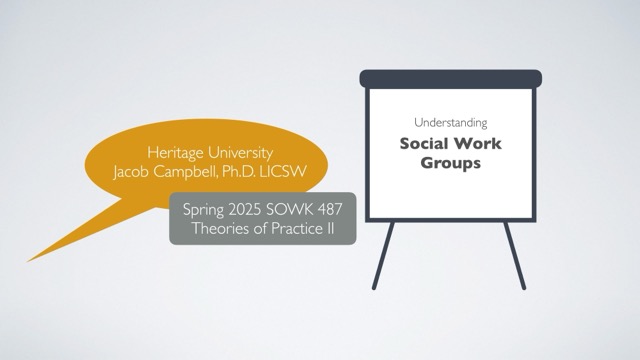 Heritage University
Jacob Campbell, Ph.D. LICSW
Spring 2025 SOWK 487
Theories of Practice II
Understanding
Social Work
Groups